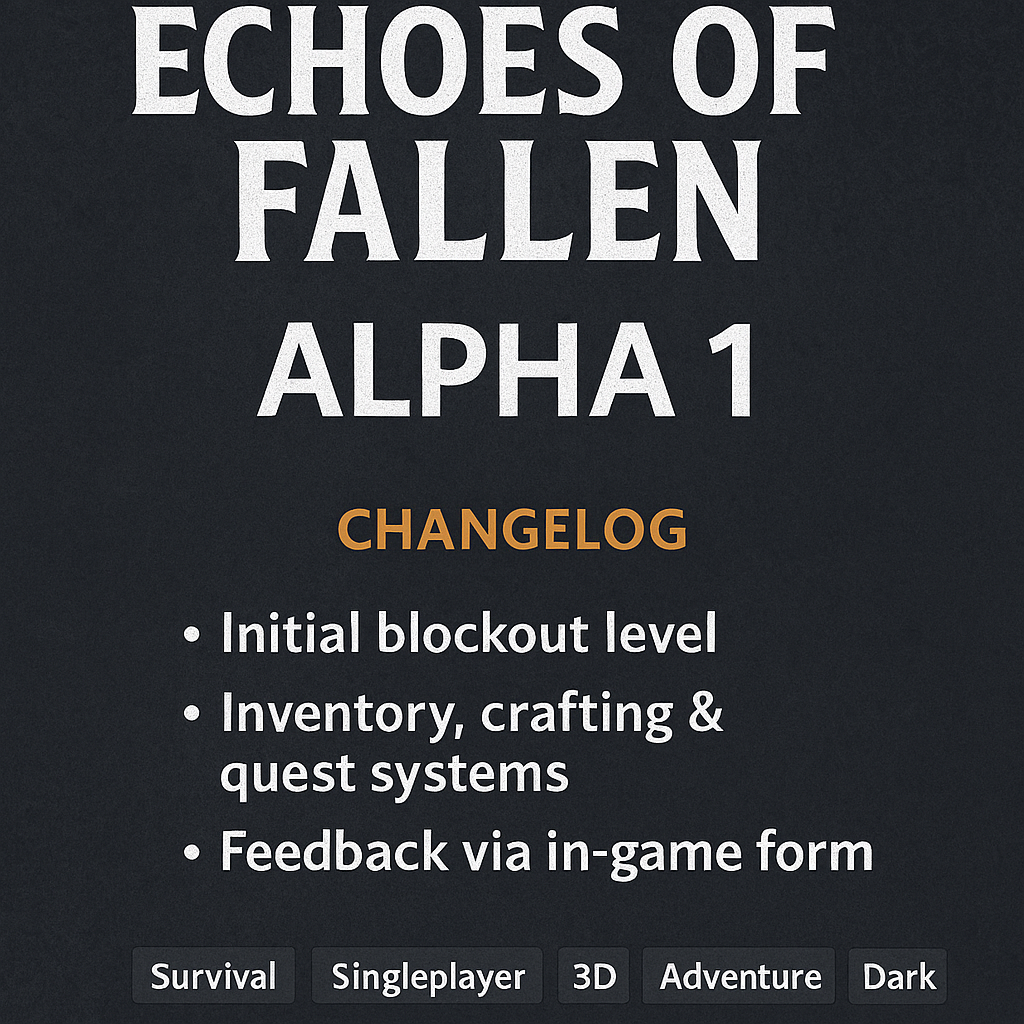 ECHOES OF
FALLEN
ALPHA 1
CHANGELOG
• Initial blockout level
• Inventory, crafting &
quest systems
• Feedback via in-game form
Survival Singleplayer 3D Adventure Dark